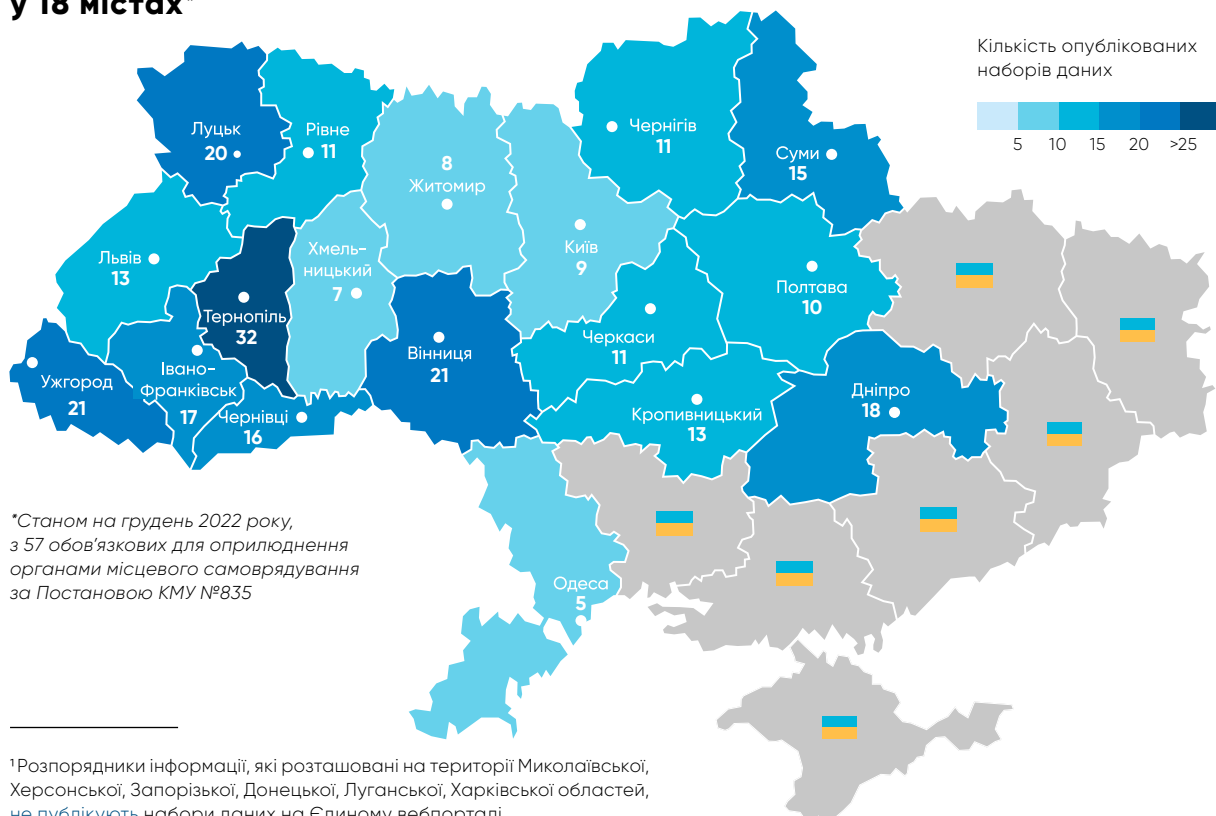 у 18 містах*
Кількість опублікованих
наборів даних
5 10 15 20 >25
Луцьк
20
Рівне
11
8
Житомир
Чернігів
11
Суми
15
Львів
13
Хмель-
ницький
7
Київ
9
Тернопіль
32
Полтава
10
Черкаси
11
Вінниця
21
Ужгород
21
Івано-
Франківськ
17
Чернівці
16
Кропивницький
13
Дніпро
18
Одеса
5
*Станом на грудень 2022 року,
з 57 обов'язкових для оприлюднення
органами місцевого самоврядування
за Постановою КМУ №835
¹Розпорядники інформації, які розташовані на території Миколаївської,
Херсонської, Запорізької, Донецької, Луганської, Харківської областей,
не публікують набори даних на Єдиному вебпорталі